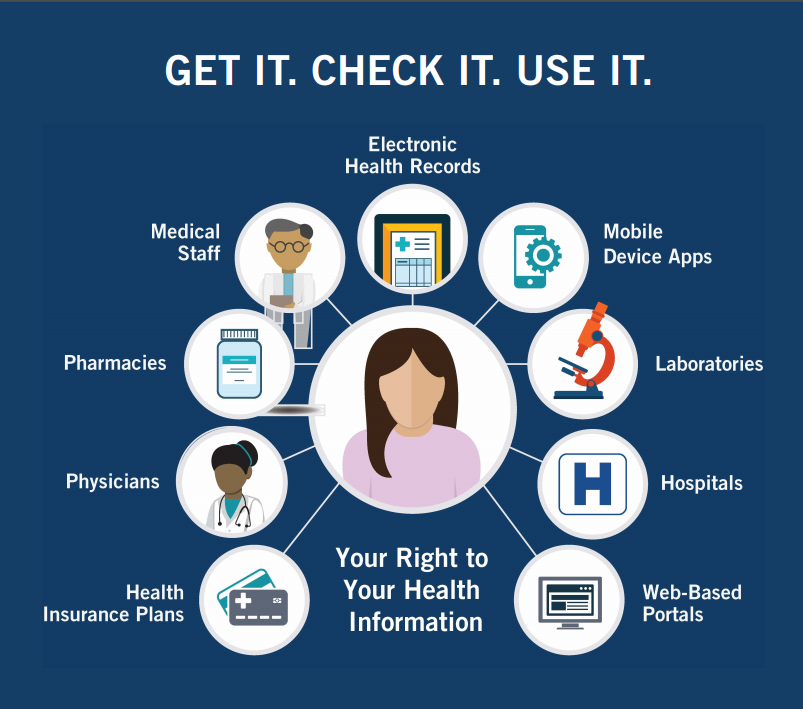 GET IT. CHECK IT. USE IT.
Electronic
Health Records
Medical
Staff
Mobile
Device Apps
Pharmacies
Laboratories
Physicians
H
Hospitals
Your Right to
Your Health
Information
Health
Insurance Plans
Web-Based
Portals